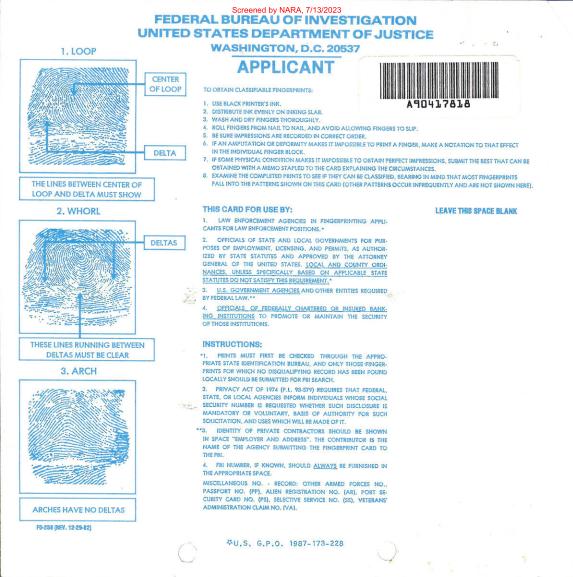 Screened by NARA, 7/13/2023
FEDERAL BUREAU OF INVESTIGATION
UNITED STATES DEPARTMENT OF JUSTICE
WASHINGTON, D.C. 20537
APPLICANT
A90417818
1. LOOP
CENTER
OF LOOP
DELTA
THE LINES BETWEEN CENTER OF
LOOP AND DELTA MUST SHOW
2. WHORL
DELTAS
THESE LINES RUNNING BETWEEN
DELTAS MUST BE CLEAR
3. ARCH
ARCHES HAVE NO DELTAS
FD-258 (REV. 12-29-82)
TO OBTAIN CLASSIFIABLE FINGERPRINTS:
1. USE BLACK PRINTER'S INK.
2. DISTRIBUTE INK EVENLY ON INKING SLAB.
3. WASH AND DRY FINGERS THOROUGHLY.
4. ROLL FINGERS FROM NAIL TO NAIL, AND AVOID ALLOWING FINGERS TO SLIP.
5. BE SURE IMPRESSIONS ARE RECORDED IN CORRECT ORDER.
6. IF AN AMPUTATION OR DEFORMITY MAKES IT IMPOSSIBLE TO PRINT A FINGER, MAKE A NOTATION TO THAT EFFECT
IN THE INDIVIDUAL FINGER BLOCK.
7. IF SOME PHYSICAL CONDITION MAKES IT IMPOSSIBLE TO OBTAIN PERFECT IMPRESSIONS, SUBMIT THE BEST THAT CAN BE
OBTAINED WITH A MEMO STAPLED TO THE CARD EXPLAINING THE CIRCUMSTANCES.
8. EXAMINE THE COMPLETED PRINTS TO SEE IF THEY CAN BE CLASSIFIED, BEARING IN MIND THAT MOST FINGERPRINTS
FALL INTO THE PATTERNS SHOWN ON THIS CARD (OTHER PATTERNS OCCUR INFREQUENTLY AND ARE NOT SHOWN HERE).
THIS CARD FOR USE BY:
LEAVE THIS SPACE BLANK
1. LAW ENFORCEMENT AGENCIES IN FINGERPRINTING APPLI-
CANTS FOR LAW ENFORCEMENT POSITIONS.*
2. OFFICIALS OF STATE AND LOCAL GOVERNMENTS FOR PUR-
POSES OF EMPLOYMENT, LICENSING, AND PERMITS, AS AUTHOR-
IZED BY STATE STATUTES AND APPROVED BY THE ATTORNEY
GENERAL OF THE UNITED STATES. LOCAL AND COUNTY ORDI-
NANCES, UNLESS SPECIFICALLY BASED ON APPLICABLE STATE
STATUTES DO NOT SATISFY THIS REQUIREMENT.*
3. U.S. GOVERNMENT AGENCIES AND OTHER ENTITIES REQUIRED
BY FEDERAL LAW.**
4. OFFICIALS OF FEDERALLY CHARTERED OR INSURED BANK-
ING INSTITUTIONS TO PROMOTE OR MAINTAIN THE SECURITY
OF THOSE INSTITUTIONS.
INSTRUCTIONS:
*1. PRINTS MUST FIRST BE CHECKED THROUGH THE APPRO-
PRIATE STATE IDENTIFICATION BUREAU, AND ONLY THOSE FINGER-
PRINTS FOR WHICH NO DISQUALIFYING RECORD HAS BEEN FOUND
LOCALLY SHOULD BE SUBMITTED FOR FBI SEARCH.
2. PRIVACY ACT OF 1974 (P.L. 93-579) REQUIRES THAT FEDERAL,
STATE, OR LOCAL AGENCIES INFORM INDIVIDUALS WHOSE SOCIAL
SECURITY NUMBER IS REQUESTED WHETHER SUCH DISCLOSURE IS
MANDATORY OR VOLUNTARY, BASIS OF AUTHORITY FOR SUCH
SOLICITATION, AND USES WHICH WILL BE MADE OF IT.
**3. IDENTITY OF PRIVATE CONTRACTORS SHOULD BE SHOWN
IN SPACE "EMPLOYER AND ADDRESS". THE CONTRIBUTOR IS THE
NAME OF THE AGENCY SUBMITTING THE FINGERPRINT CARD TO
THE FBI.
4. FBI NUMBER, IF KNOWN, SHOULD ALWAYS BE FURNISHED IN
THE APPROPRIATE SPACE.
MISCELLANEOUS NO. - RECORD: OTHER ARMED FORCES NO.,
PASSPORT NO. (PP), ALIEN REGISTRATION NO. (AR), PORT SE-
CURITY CARD NO. (PS), SELECTIVE SERVICE NO. (SS), VETERANS'
ADMINISTRATION CLAIM NO. (VA).
☆U.S. G.P.O. 1987-173-228